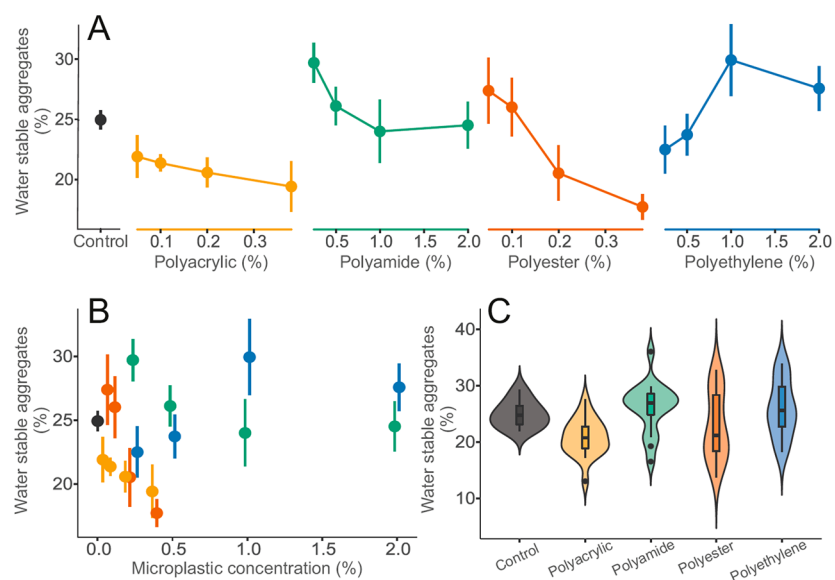 A
Water stable aggregates
(%)
30
25
20
Control
0.1 0.2 0.3
Polyacrylic (%)
0.5 1.0 1.5 2.0
Polyamide (%)
0.1 0.2 0.3
Polyester (%)
0.5 1.0 1.5 2.0
Polyethylene (%)
B
Water stable aggregates
(%)
30
25
20
0.0 0.5 1.0 1.5 2.0
Microplastic concentration (%)
C
Water stable aggregates
(%)
40
30
20
10
Control
Polyacrylic
Polyamide
Polyester
Polyethylene